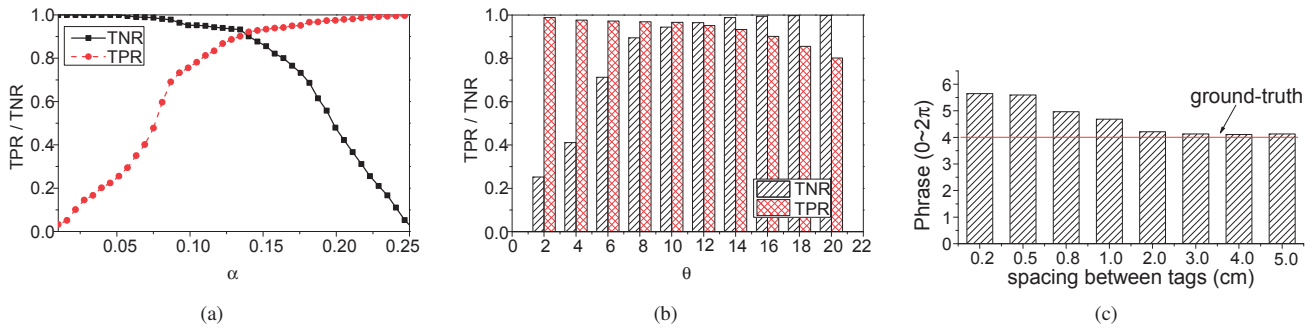 1.0
0.8
0.6
0.4
0.2
0.0
TPR / TNR
TNR
TPR
0.05 0.10 0.15 0.20 0.25
α
(a)
1.0
0.8
0.6
0.4
0.2
0.0
TPR / TNR
TNR
TPR
0 2 4 6 8 10 12 14 16 18 20 22
θ
(b)
6
5
4
3
2
1
0
Phrase (0~2π)
ground-truth
0.2 0.5 0.8 1.0 2.0 3.0 4.0 5.0
spacing between tags (cm)
(c)